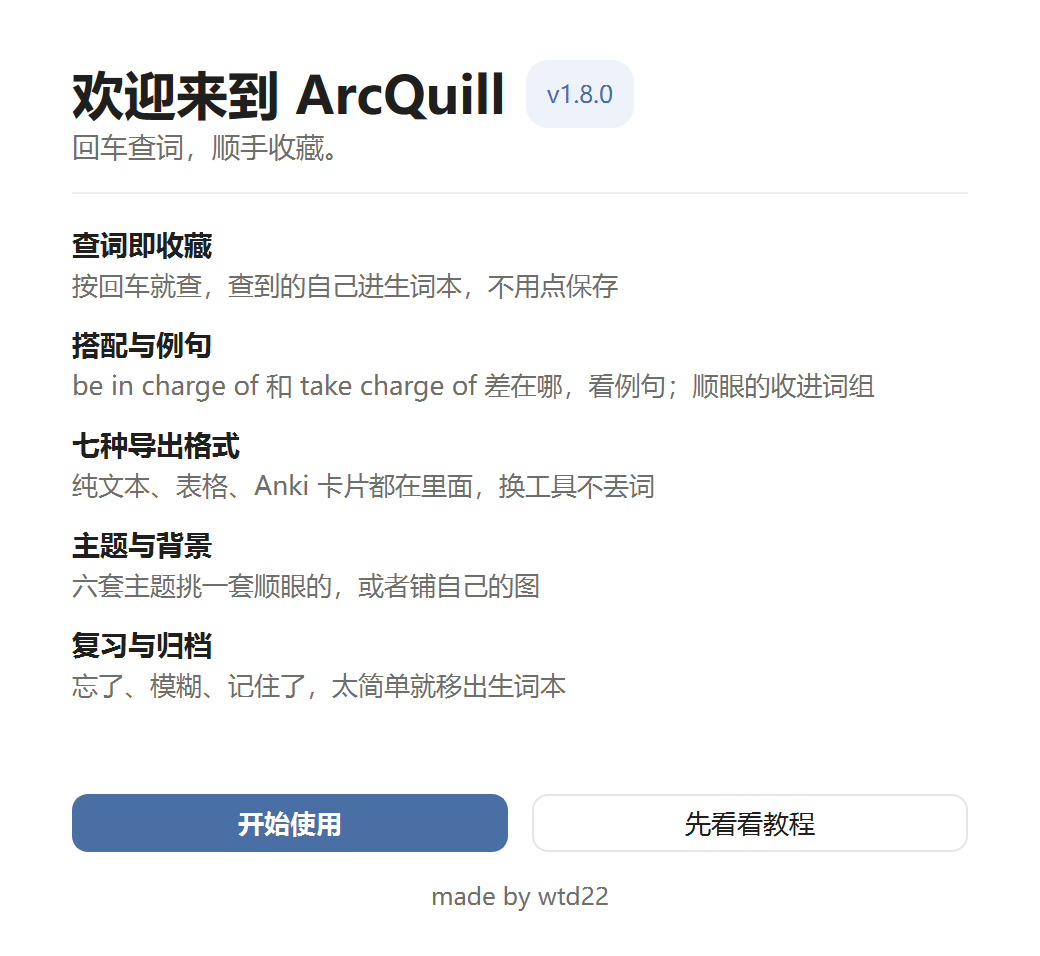 欢迎来到 ArcQuill v1.8.0
回车查词，顺手收藏。
查词即收藏
按回车就查，查到的自己进生词本，不用点保存
搭配与例句
be in charge of 和 take charge of 差在哪，看例句；顺眼的收进词组
七种导出格式
纯文本、表格、Anki 卡片都在里面，换工具不丢词
主题与背景
六套主题挑一套顺眼的，或者铺自己的图
复习与归档
忘了、模糊、记住了，太简单就移出生词本
开始使用
先看看教程
made by wtd22